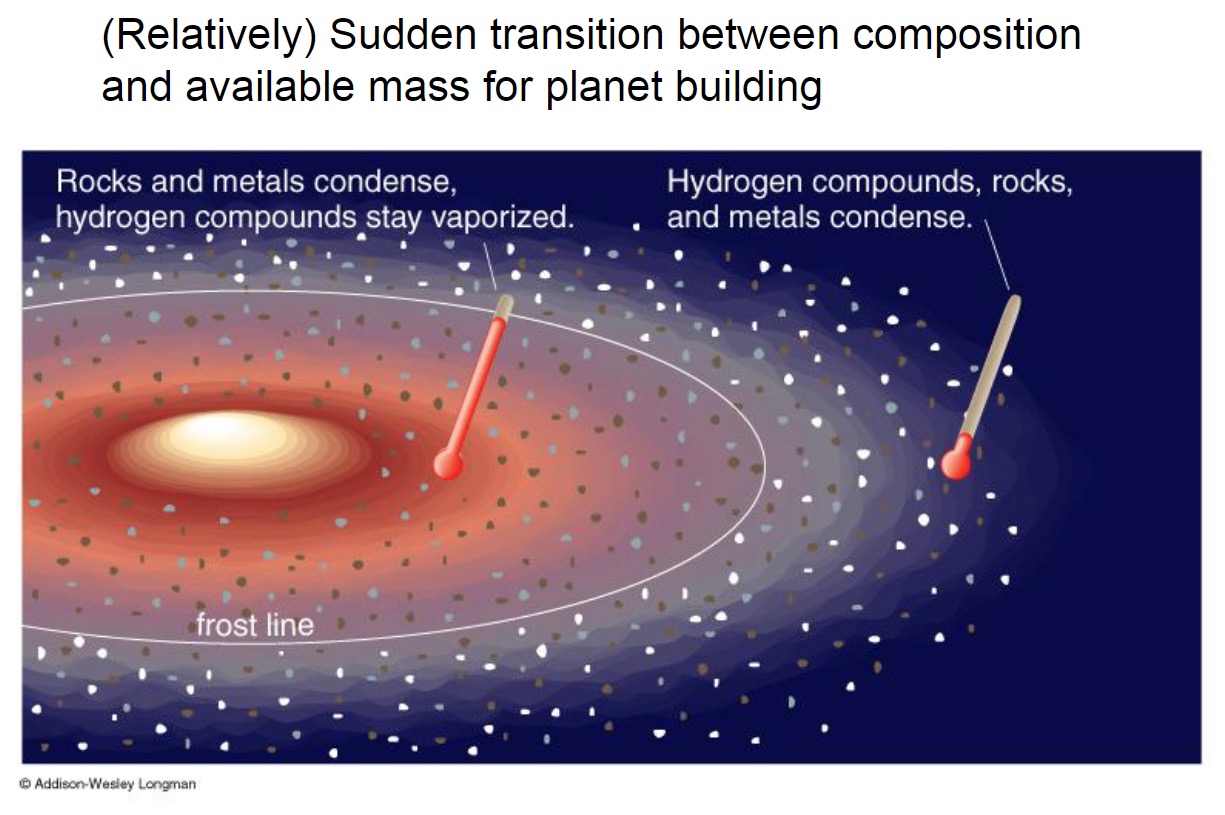 (Relatively) Sudden transition between composition
and available mass for planet building
Rocks and metals condense,
hydrogen compounds stay vaporized.
Hydrogen compounds, rocks,
and metals condense.
frost line
© Addison-Wesley Longman